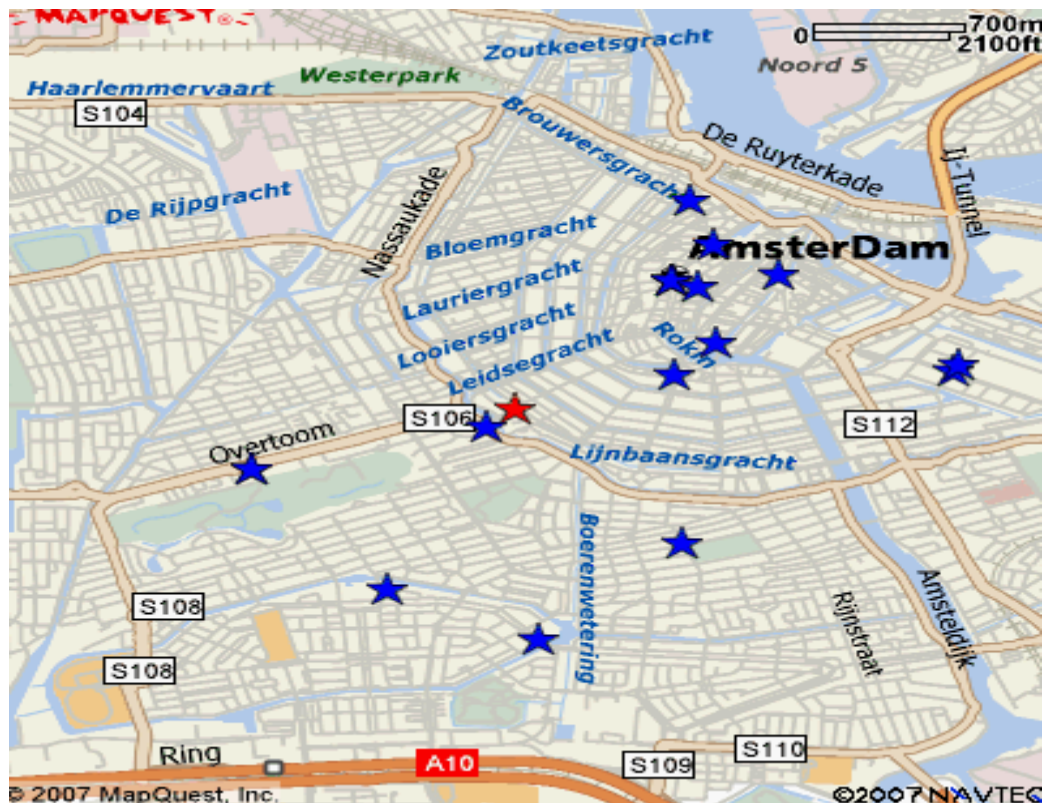 MAPQUEST
0 700m
2100ft
Zoutkeetsgracht
Noord 5
Westerpark
Haarlemmervaart
S104
Brouwersgracht
De Ruyterkade
Ij-Tunnel
De Rijpgracht
Nassaukade
Bloemgracht
AmsterDam
Lauriergracht
Looiersgracht
Rokin
Leidsegracht
S106
S112
Overtoom
Lijnbaansgracht
Boerenwetering
Amsteldijk
Rijnstraat
S108
S108
Ring
A10
S109
S110
© 2007 MapQuest, Inc.
©2007 NAVTEQ